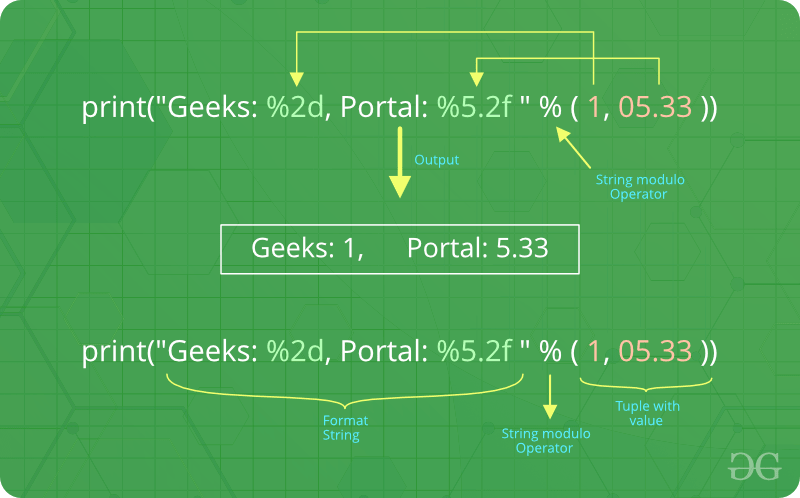 print("Geeks: %2d, Portal: %5.2f " % ( 1, 05.33 ))
Output
String modulo
Operator
Geeks: 1, Portal: 5.33
print("Geeks: %2d, Portal: %5.2f " % ( 1, 05.33 ))
Format
String
String modulo
Operator
Tuple with
value